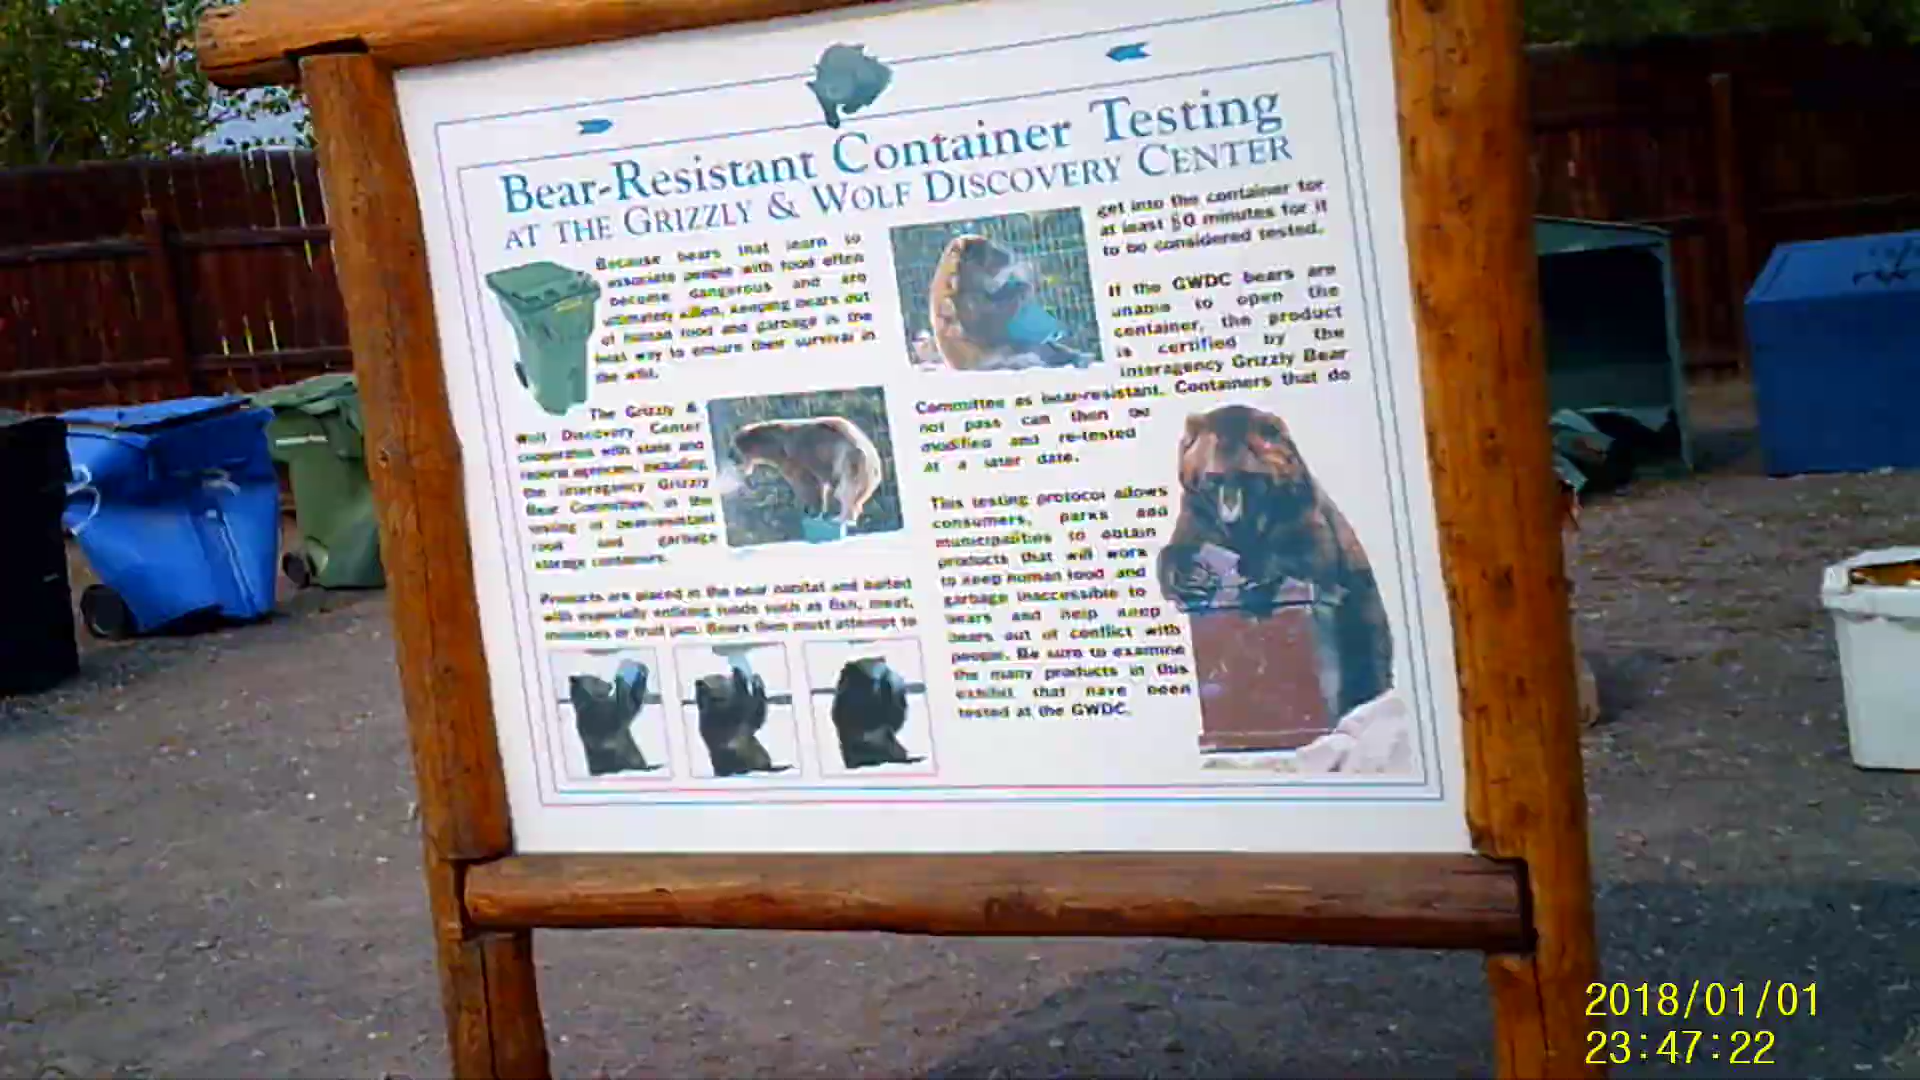 Bear-Resistant Container Testing
AT THE GRIZZLY & WOLF DISCOVERY CENTER
Because bears that learn to
associate people with food often
become dangerous and are
ultimately killen, keeping bears out
of human food and garbage is the
best way to ensure their survival in
the wild.
The Grizzly &
Wolf Discovery Center
cooperates with state and
federal agencies, including
the Interagency Grizzly
Bear Committee, in the
testing of bear-resistant
food and garbage
storage containers.
Products are placed in the bear habitat and baited
with especially enticing foods such as fish, meat,
molasses or fruit jam. Bears then must attempt to
get into the container for
at least 60 minutes for it
to be considered tested.
If the GWDC bears are
unable to open the
container, the product
is certified by the
Interagency Grizzly Bear
Committee as bear-resistant. Containers that do
not pass can then be
modified and re-tested
at a later date.
This testing protocol allows
consumers, parks and
municipalities to obtain
products that will work
to keep human food and
garbage inaccessible to
bears and help keep
bears out of conflict with
people. Be sure to examine
the many products in this
exhibit that have been
tested at the GWDC.
2018/01/01
23:47:22